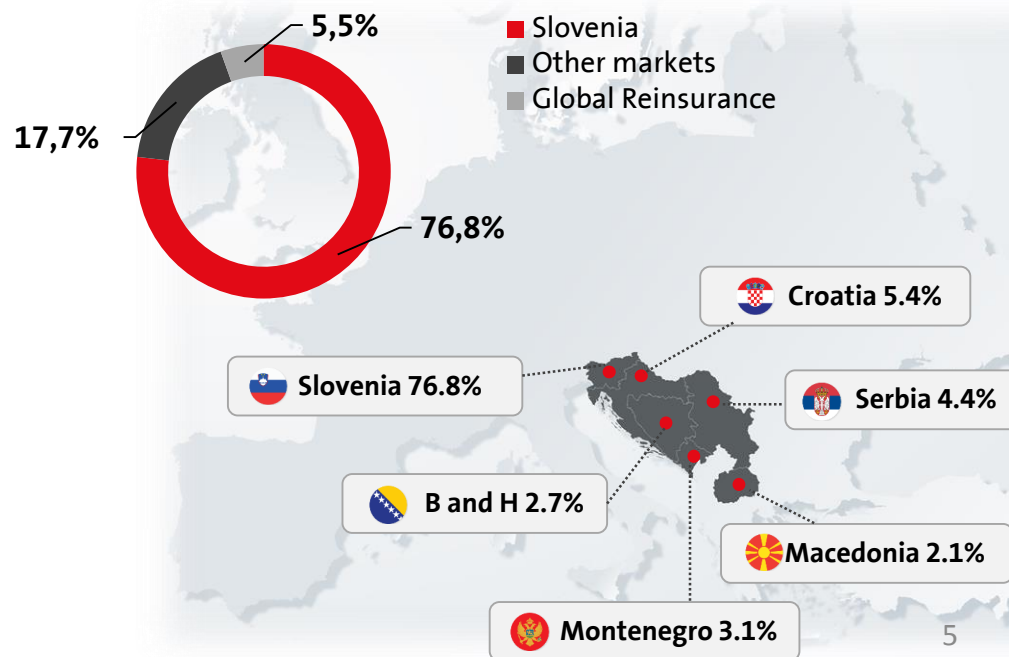 5,5%
Slovenia
Other markets
Global Reinsurance
17,7%
76,8%
Croatia 5.4%
Slovenia 76.8%
Serbia 4.4%
B and H 2.7%
Macedonia 2.1%
Montenegro 3.1%
5